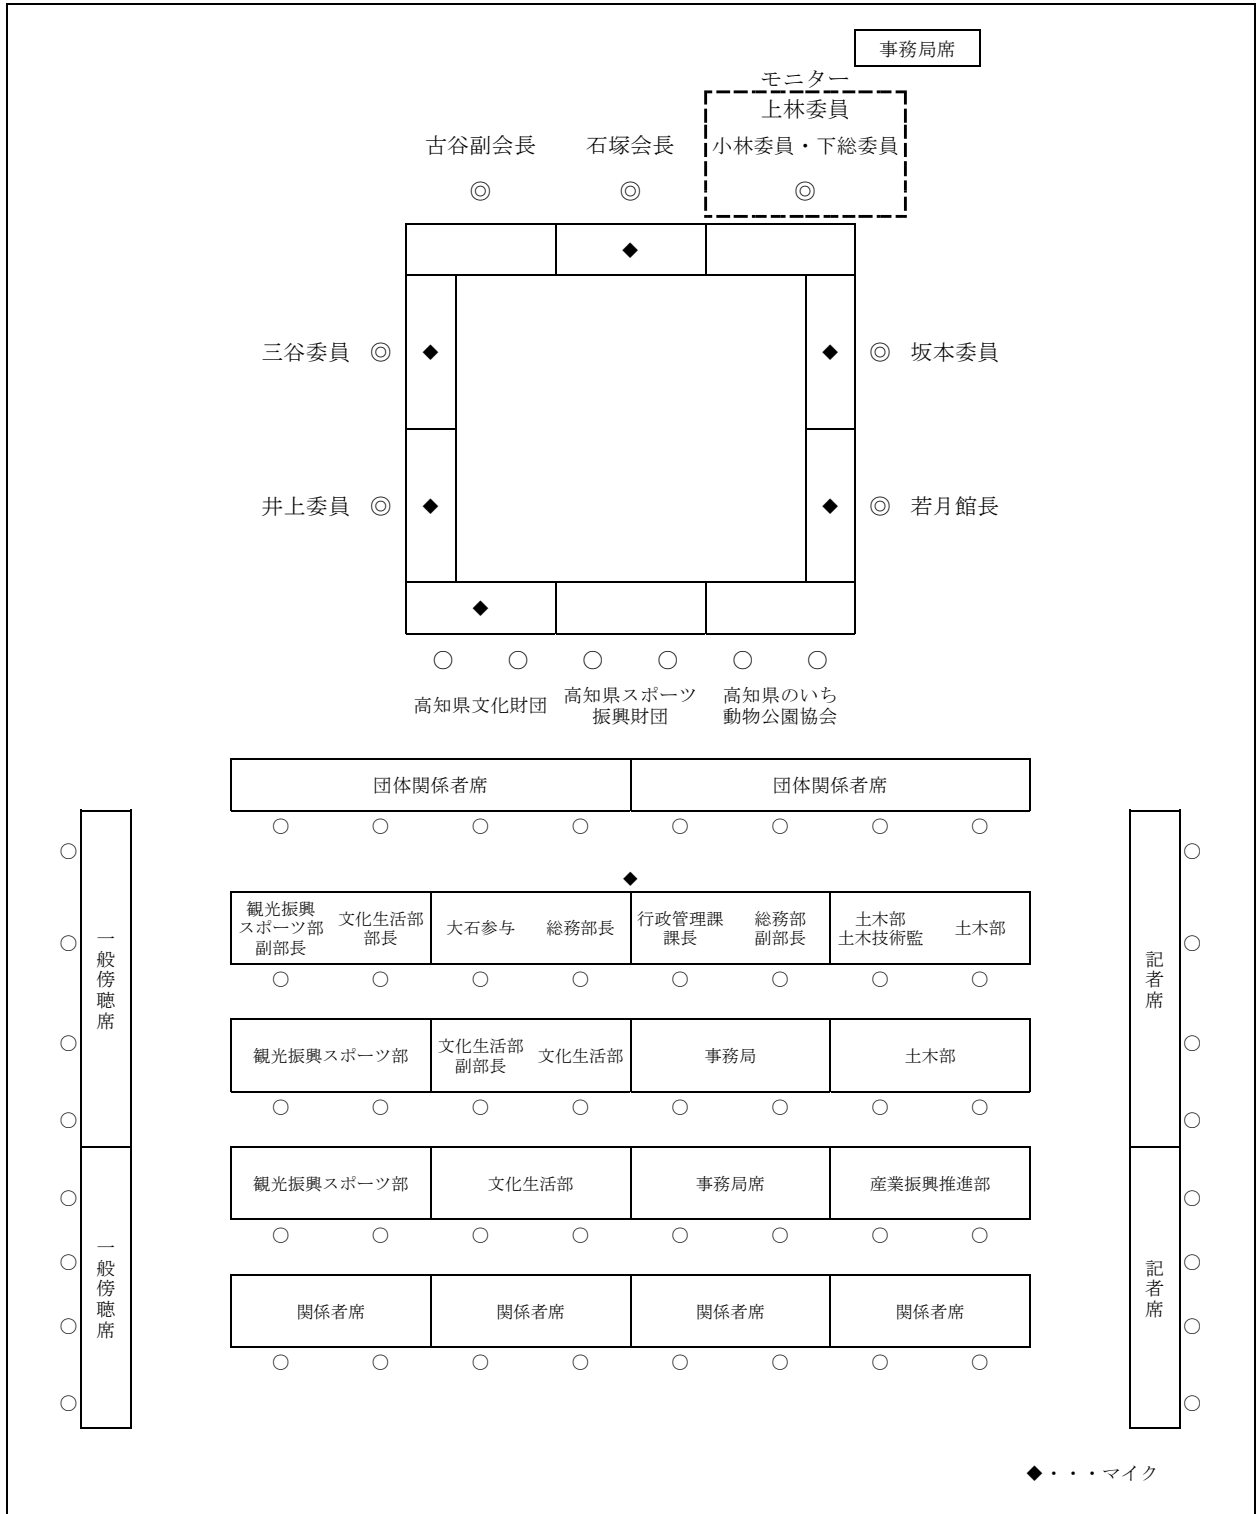 事務局席
モニター
上林委員
古谷副会長
石塚会長
小林委員・下総委員
◎
◎
◎
◆
三谷委員 ◎
◆
◆
◎ 坂本委員
井上委員 ◎
◆
◆
◎ 若月館長
◆
○ ○ ○ ○ ○ ○
高知県文化財団
高知県スポーツ
振興財団
高知県のいち
動物公園協会
団体関係者席
団体関係者席
○ ○ ○ ○ ○ ○ ○ ○
◆
観光振興
スポーツ部
副部長
文化生活部
部長
大石参与
総務部長
行政管理課
課長
総務部
副部長
土木部
土木技術監
土木部
○ ○ ○ ○ ○ ○ ○ ○
観光振興スポーツ部
文化生活部
副部長
文化生活部
事務局
土木部
○ ○ ○ ○ ○ ○ ○ ○
観光振興スポーツ部
文化生活部
事務局席
産業振興推進部
○ ○ ○ ○ ○ ○ ○ ○
関係者席
関係者席
関係者席
関係者席
○ ○ ○ ○ ○ ○ ○ ○
一般傍聴席
一般傍聴席
記者席
記者席
◆・・・マイク